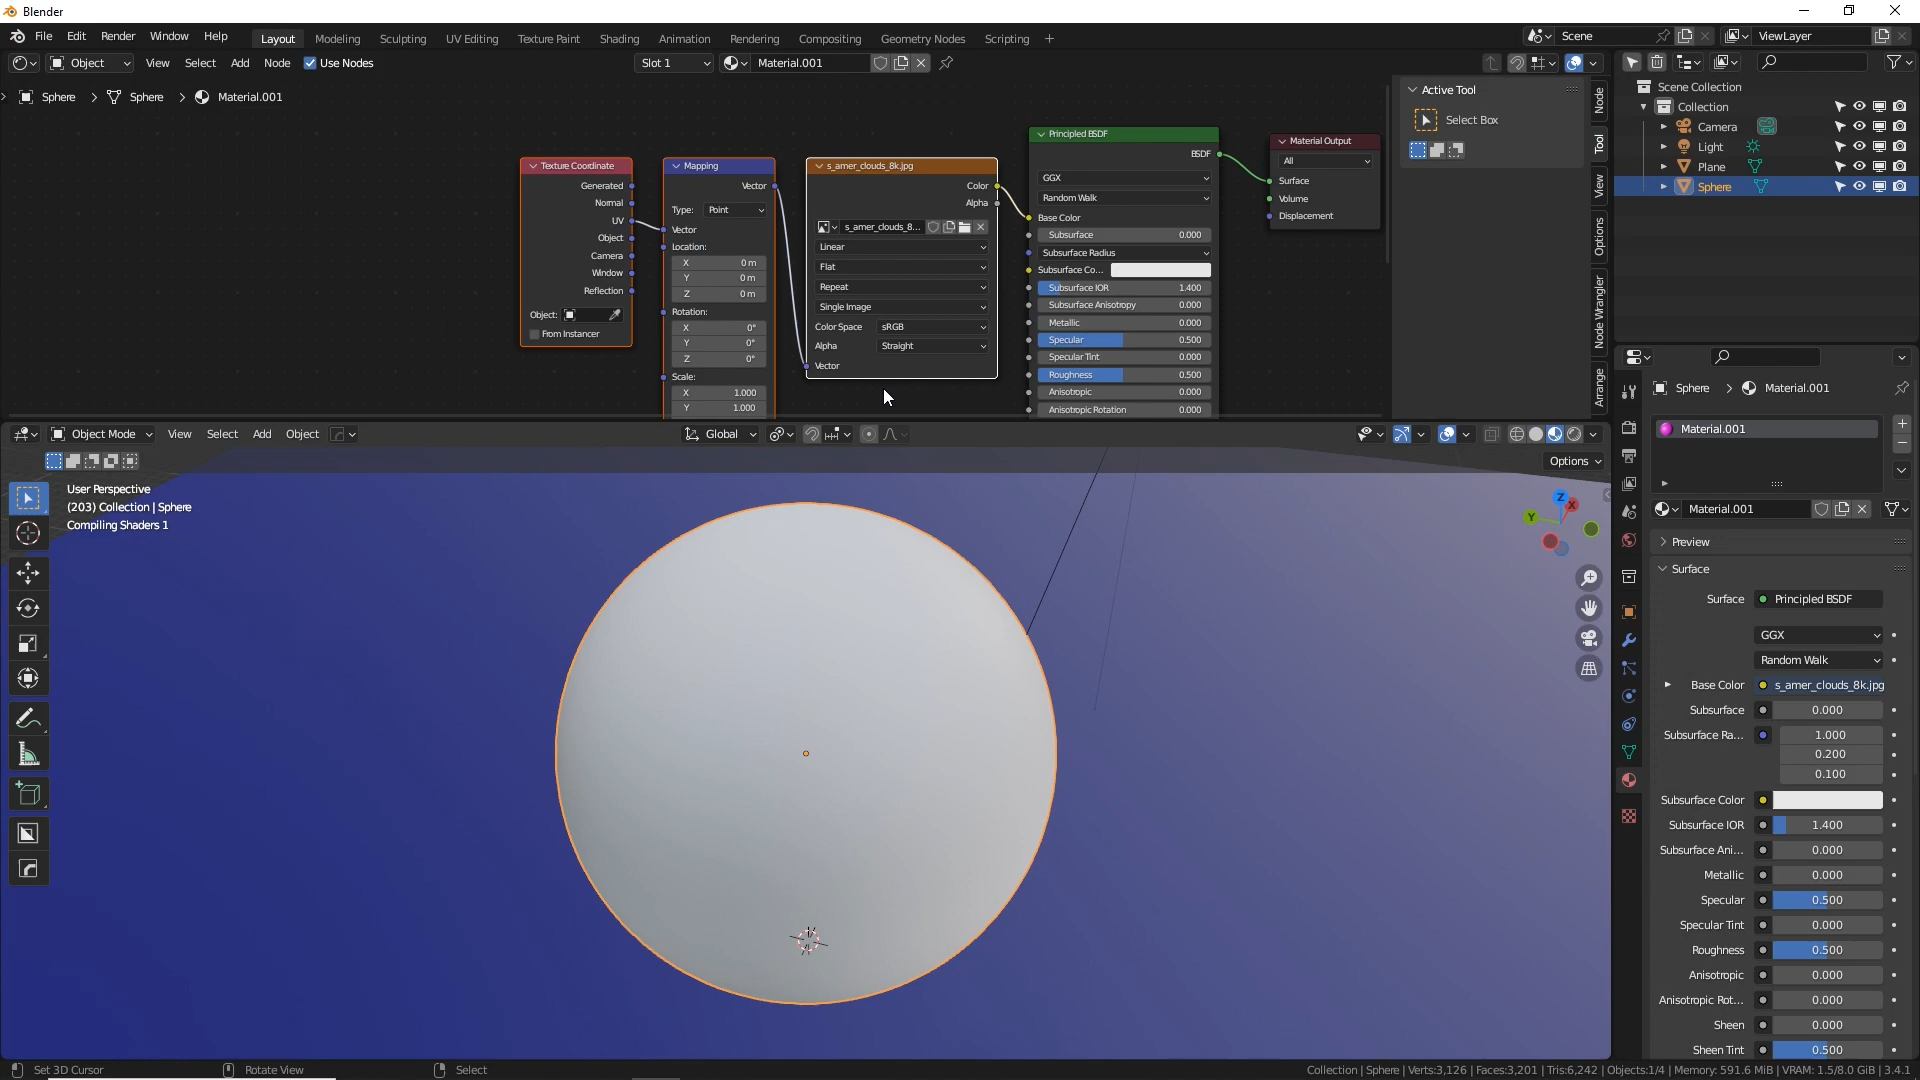 Blender
File Edit Render Window Help
Layout Modeling Sculpting UV Editing Texture Paint Shading Animation Rendering Compositing Geometry Nodes Scripting +
Scene
ViewLayer
Object View Select Add Node Use Nodes
Slot 1
Material.001
Sphere > Sphere > Material.001
Active Tool
Select Box
Node
Tool
View
Options
Node Wrangler
Arrange
Texture Coordinate
Generated
Normal
UV
Object
Camera
Window
Reflection
Object:
From Instancer
Mapping
Vector
Type: Point
Vector
Location:
X 0 m
Y 0 m
Z 0 m
Rotation:
X 0°
Y 0°
Z 0°
Scale:
X 1.000
Y 1.000
s_amer_clouds_8k.jpg
Color
Alpha
s_amer_clouds_8...
Linear
Flat
Repeat
Single Image
Color Space sRGB
Alpha Straight
Vector
Principled BSDF
BSDF
GGX
Random Walk
Base Color
Subsurface 0.000
Subsurface Radius
Subsurface Co...
Subsurface IOR 1.400
Subsurface Anisotropy 0.000
Metallic 0.000
Specular 0.500
Specular Tint 0.000
Roughness 0.500
Anisotropic 0.000
Anisotropic Rotation 0.000
Material Output
All
Surface
Volume
Displacement
Scene Collection
Collection
Camera
Light
Plane
Sphere
Object Mode View Select Add Object
Global
Options
User Perspective
(203) Collection | Sphere
Compiling Shaders 1
Z
X
Y
Sphere > Material.001
Material.001
Material.001
Preview
Surface
Surface Principled BSDF
GGX
Random Walk
Base Color s_amer_clouds_8k.jpg
Subsurface 0.000
Subsurface Ra... 1.000
0.200
0.100
Subsurface Color
Subsurface IOR 1.400
Subsurface Ani... 0.000
Metallic 0.000
Specular 0.500
Specular Tint 0.000
Roughness 0.500
Anisotropic 0.000
Anisotropic Rot... 0.000
Sheen 0.000
Sheen Tint 0.500
Set 3D Cursor Rotate View Select
Collection | Sphere | Verts:3,126 | Faces:3,201 | Tris:6,242 | Objects:1/4 | Memory: 591.6 MiB | VRAM: 1.5/8.0 GiB | 3.4.1